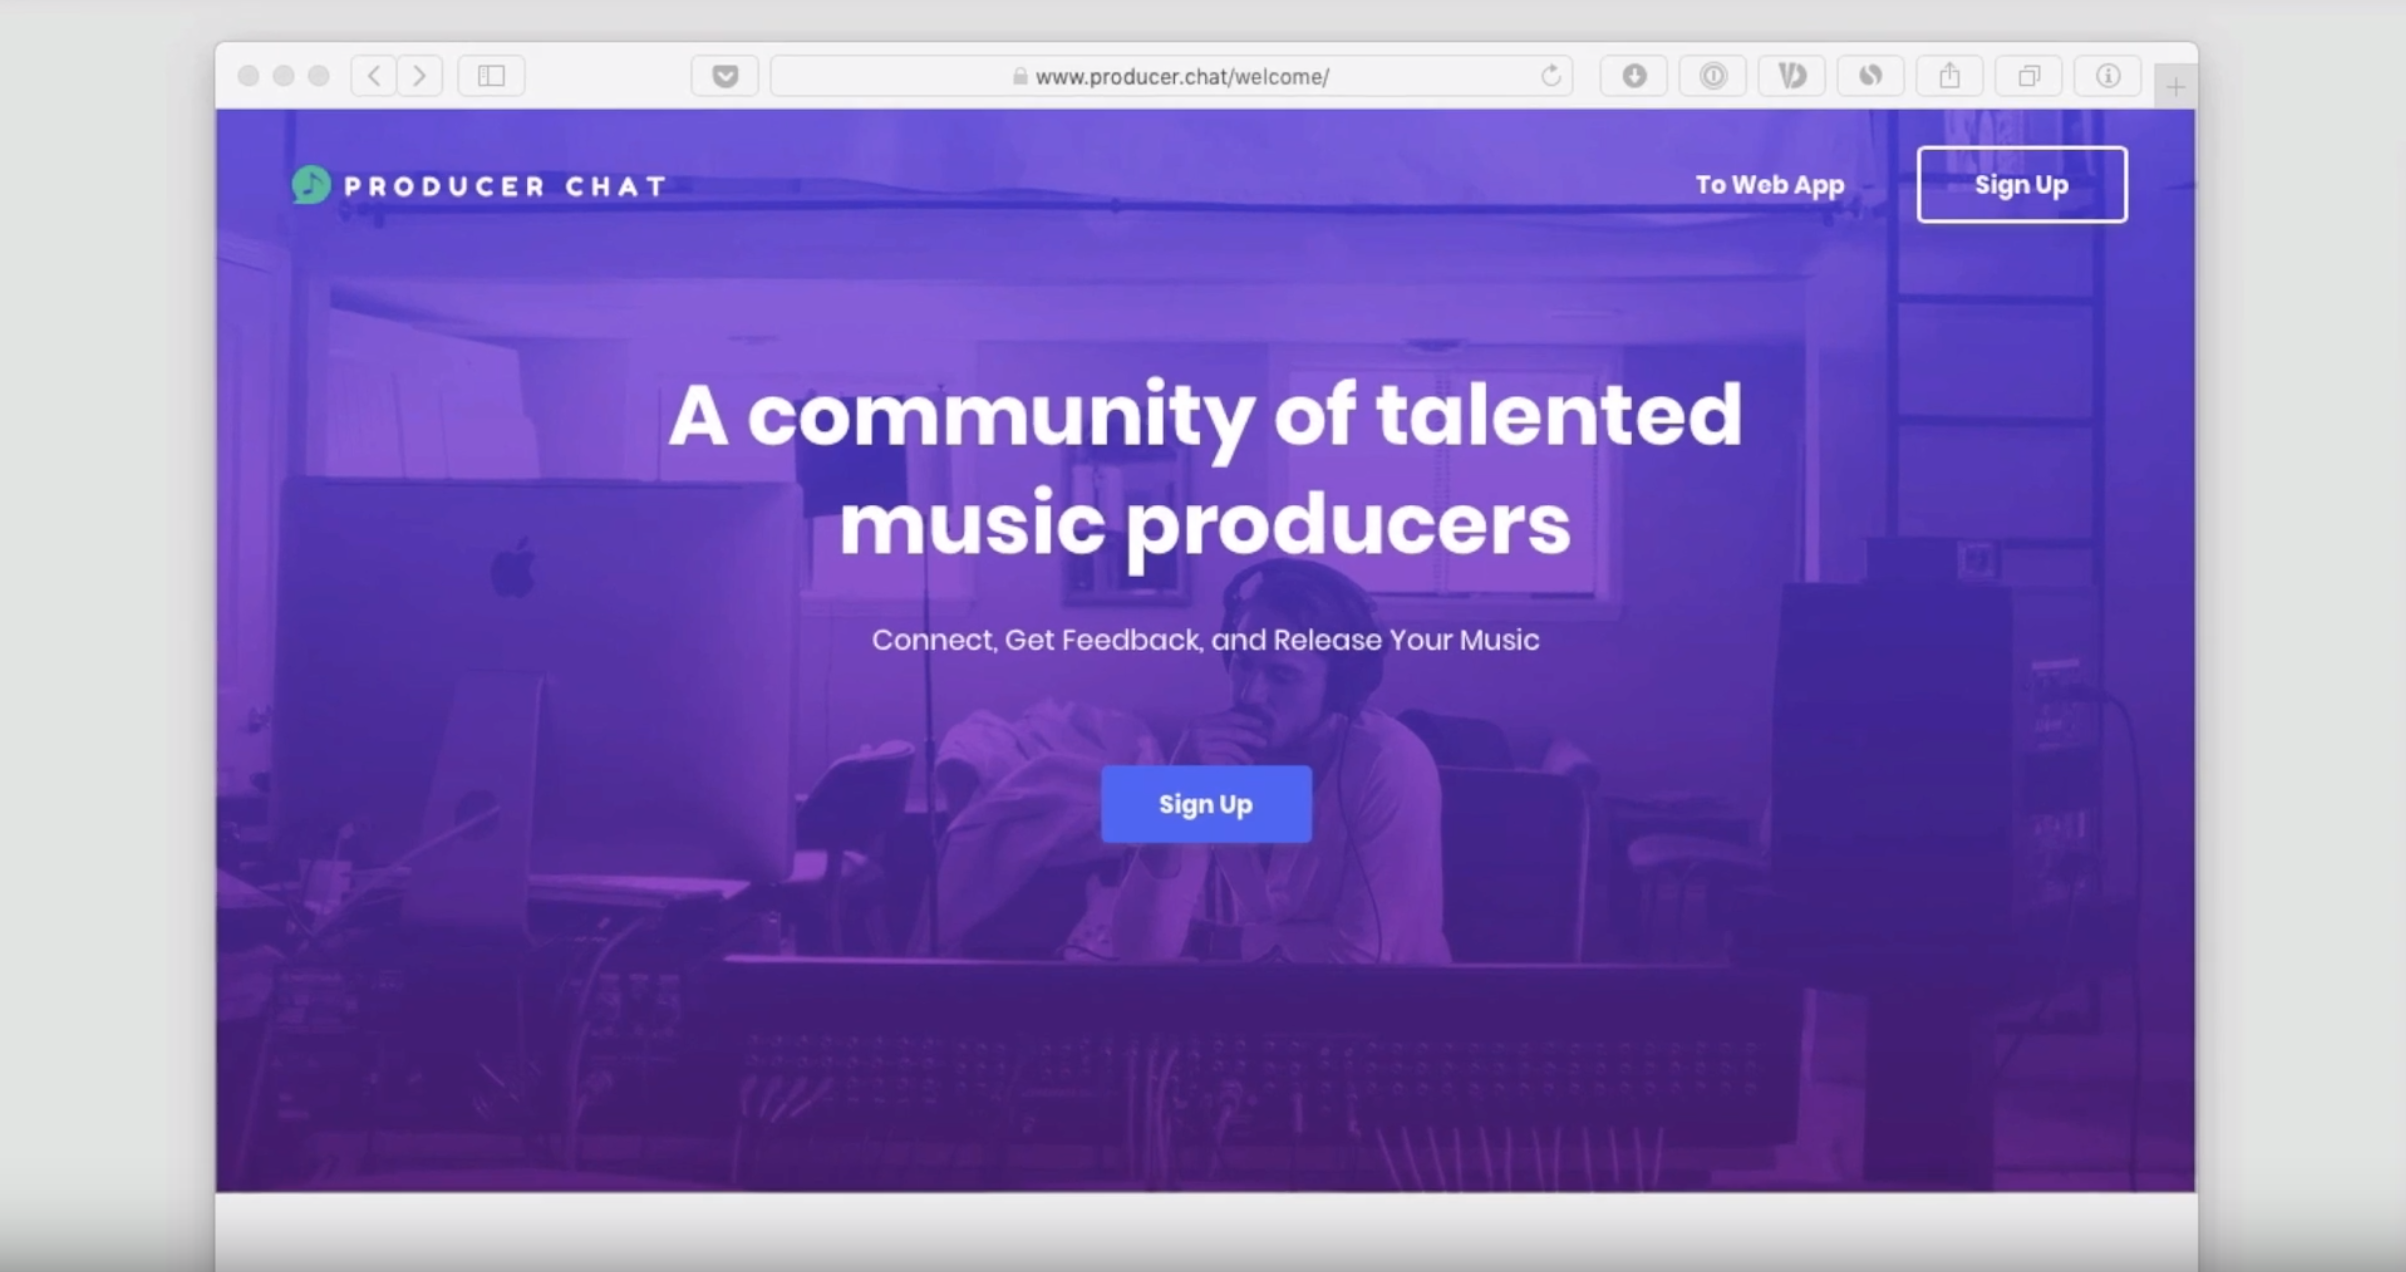 www.producer.chat/welcome/
PRODUCER CHAT
To Web App
Sign Up
A community of talented
music producers
Connect, Get Feedback, and Release Your Music
Sign Up